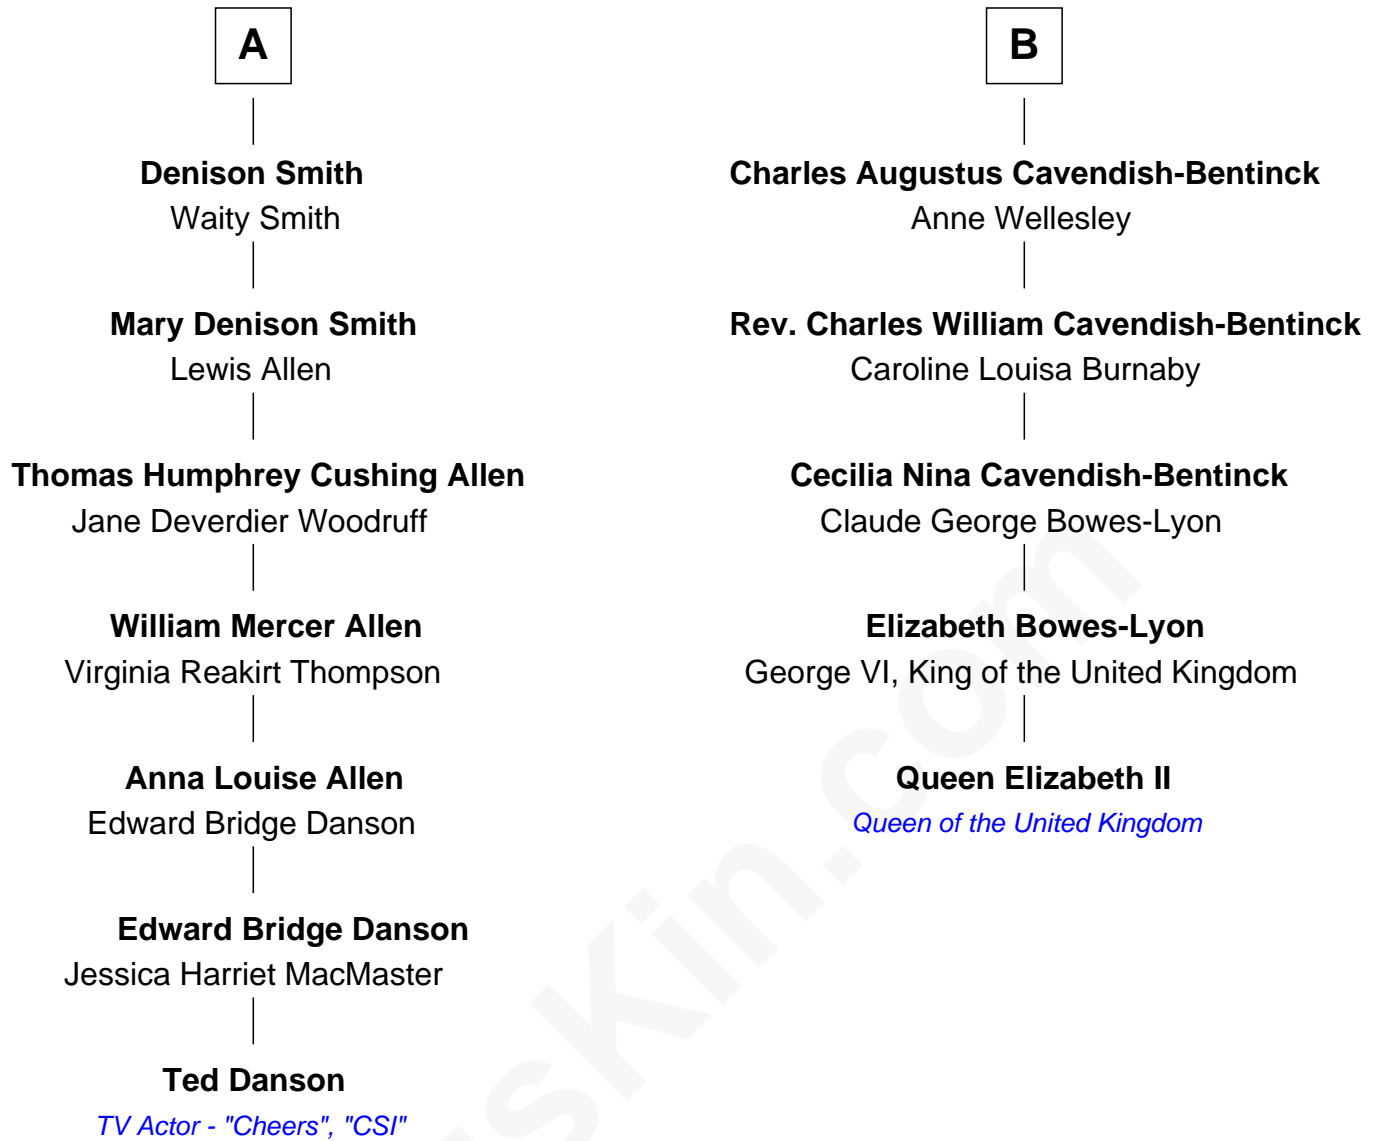 A
Denison Smith
Waity Smith
Mary Denison Smith
Lewis Allen
Thomas Humphrey Cushing Allen
Jane Deverdier Woodruff
William Mercer Allen
Virginia Reakirt Thompson
Anna Louise Allen
Edward Bridge Danson
Edward Bridge Danson
Jessica Harriet MacMaster
Ted Danson
TV Actor - "Cheers", "CSI"
B
Charles Augustus Cavendish-Bentinck
Anne Wellesley
Rev. Charles William Cavendish-Bentinck
Caroline Louisa Burnaby
Cecilia Nina Cavendish-Bentinck
Claude George Bowes-Lyon
Elizabeth Bowes-Lyon
George VI, King of the United Kingdom
Queen Elizabeth II
Queen of the United Kingdom
sKin.com